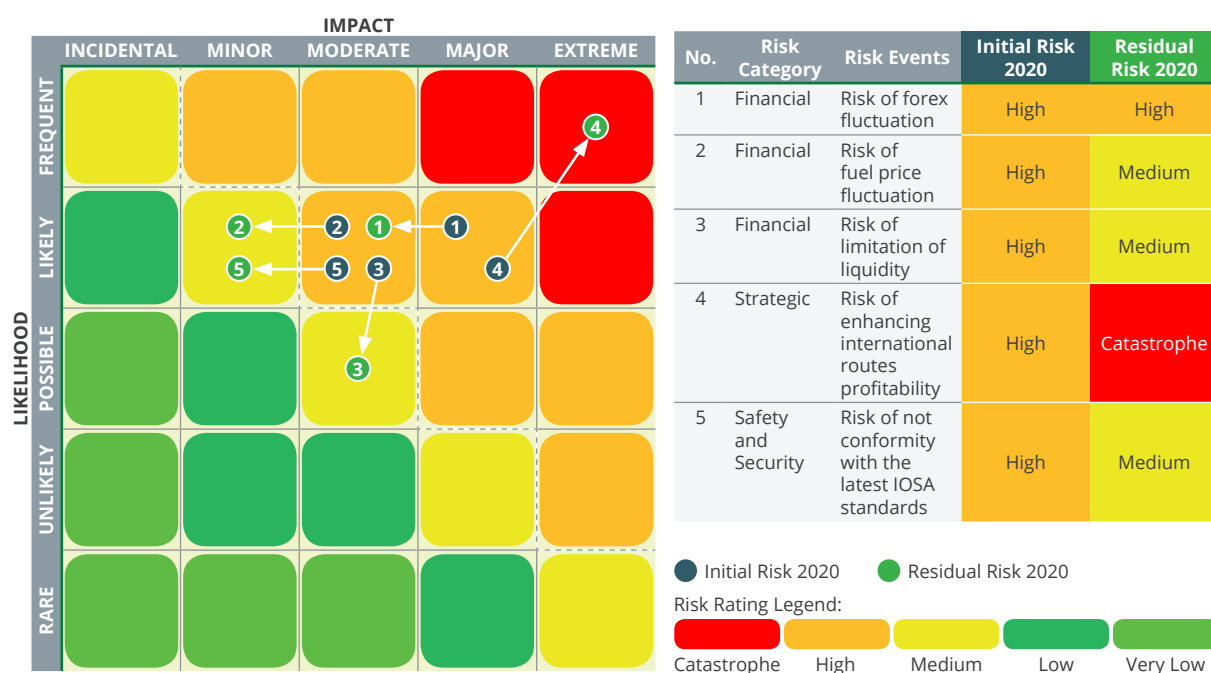 IMPACT
INCIDENTAL MINOR MODERATE MAJOR EXTREME
LIKELIHOOD
FREQUENT
4
LIKELY
2 2 1 1
5 5 3 4
POSSIBLE
3
UNLIKELY
RARE
No. Risk Category Risk Events Initial Risk 2020 Residual Risk 2020
1 Financial Risk of forex
fluctuation
High High
2 Financial Risk of
fuel price
fluctuation
High Medium
3 Financial Risk of
limitation of
liquidity
High Medium
4 Strategic Risk of
enhancing
international
routes
profitability
High Catastrophe
5 Safety
and
Security
Risk of not
conformity
with the
latest IOSA
standards
High Medium
Initial Risk 2020 Residual Risk 2020
Risk Rating Legend:
Catastrophe High Medium Low Very Low